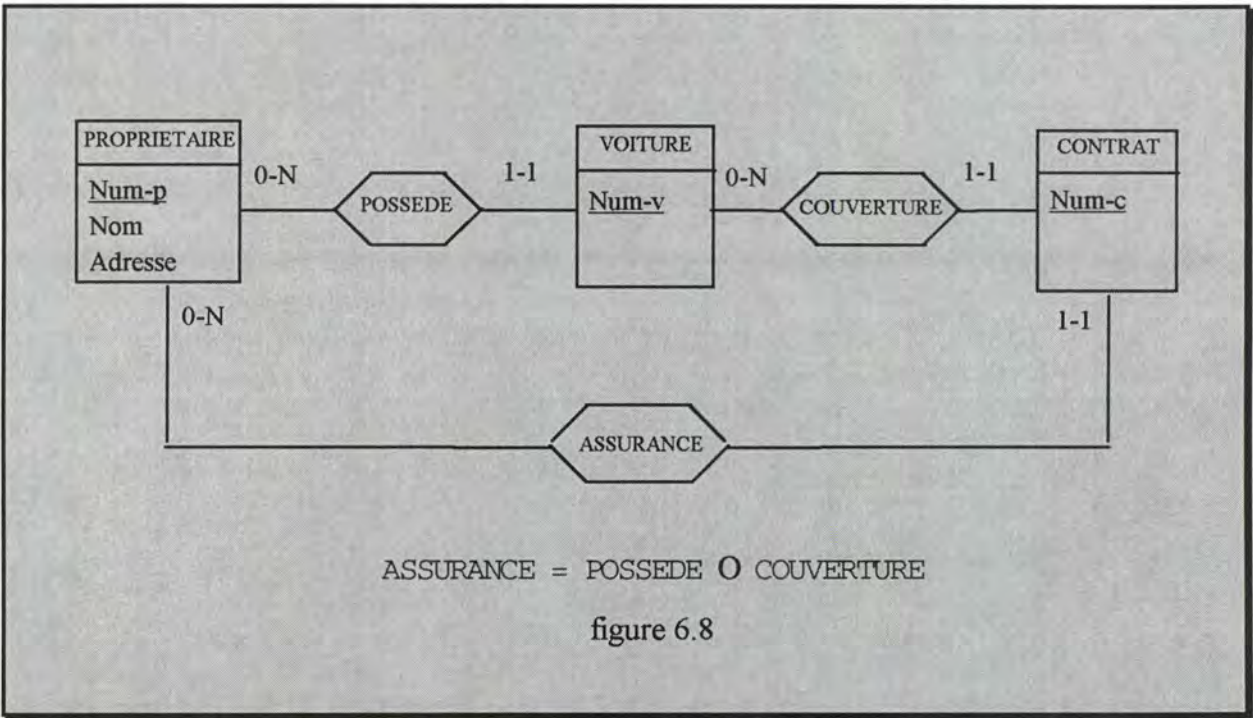 PROPRIETAIRE
Num-p
Nom
Adresse
0-N
POSSEDE
1-1
VOITURE
Num-v
0-N
COUVERTURE
1-1
CONTRAT
Num-c
0-N
1-1
ASSURANCE
ASSURANCE = POSSEDE O COUVERTURE
figure 6.8